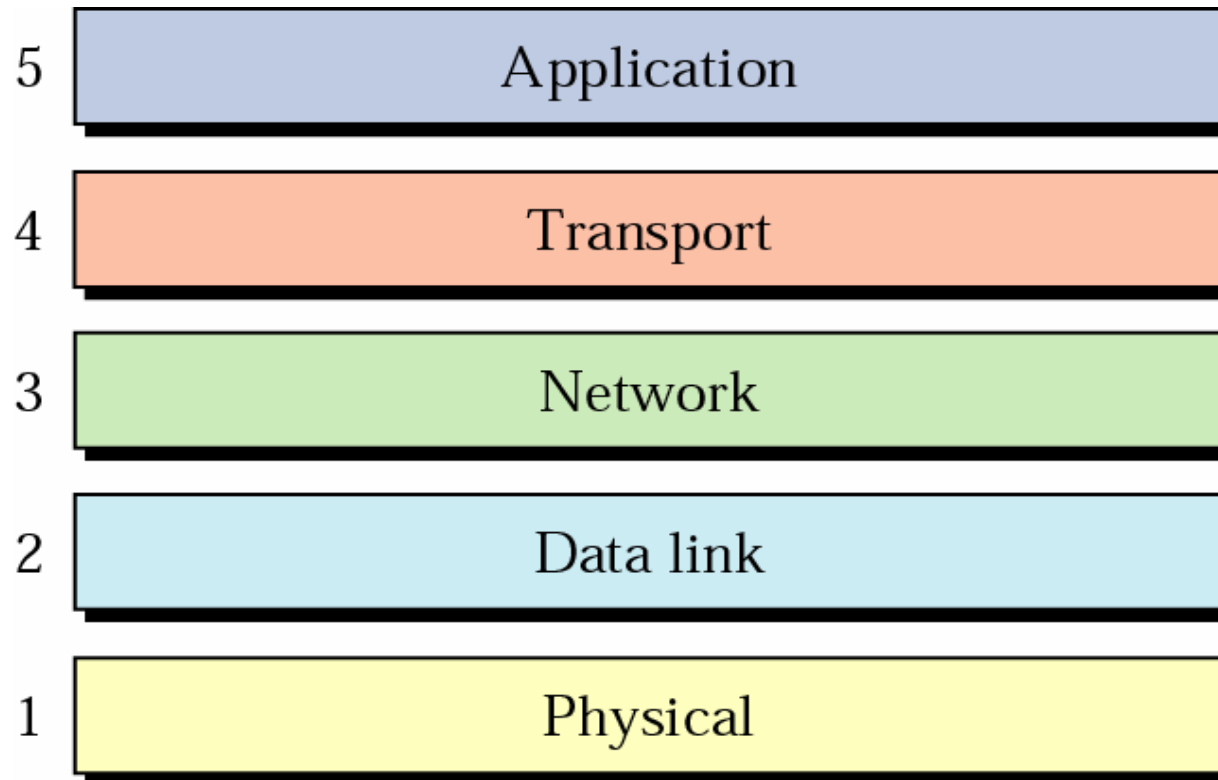 5 Application
4 Transport
3 Network
2 Data link
1 Physical